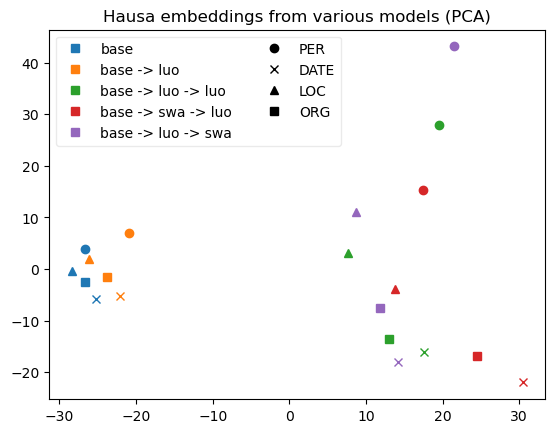 Hausa embeddings from various models (PCA)
base
base -> luo
base -> luo -> luo
base -> swa -> luo
base -> luo -> swa
PER
DATE
LOC
ORG
40
30
20
10
0
−10
−20
−30
−20
−10
0
10
20
30